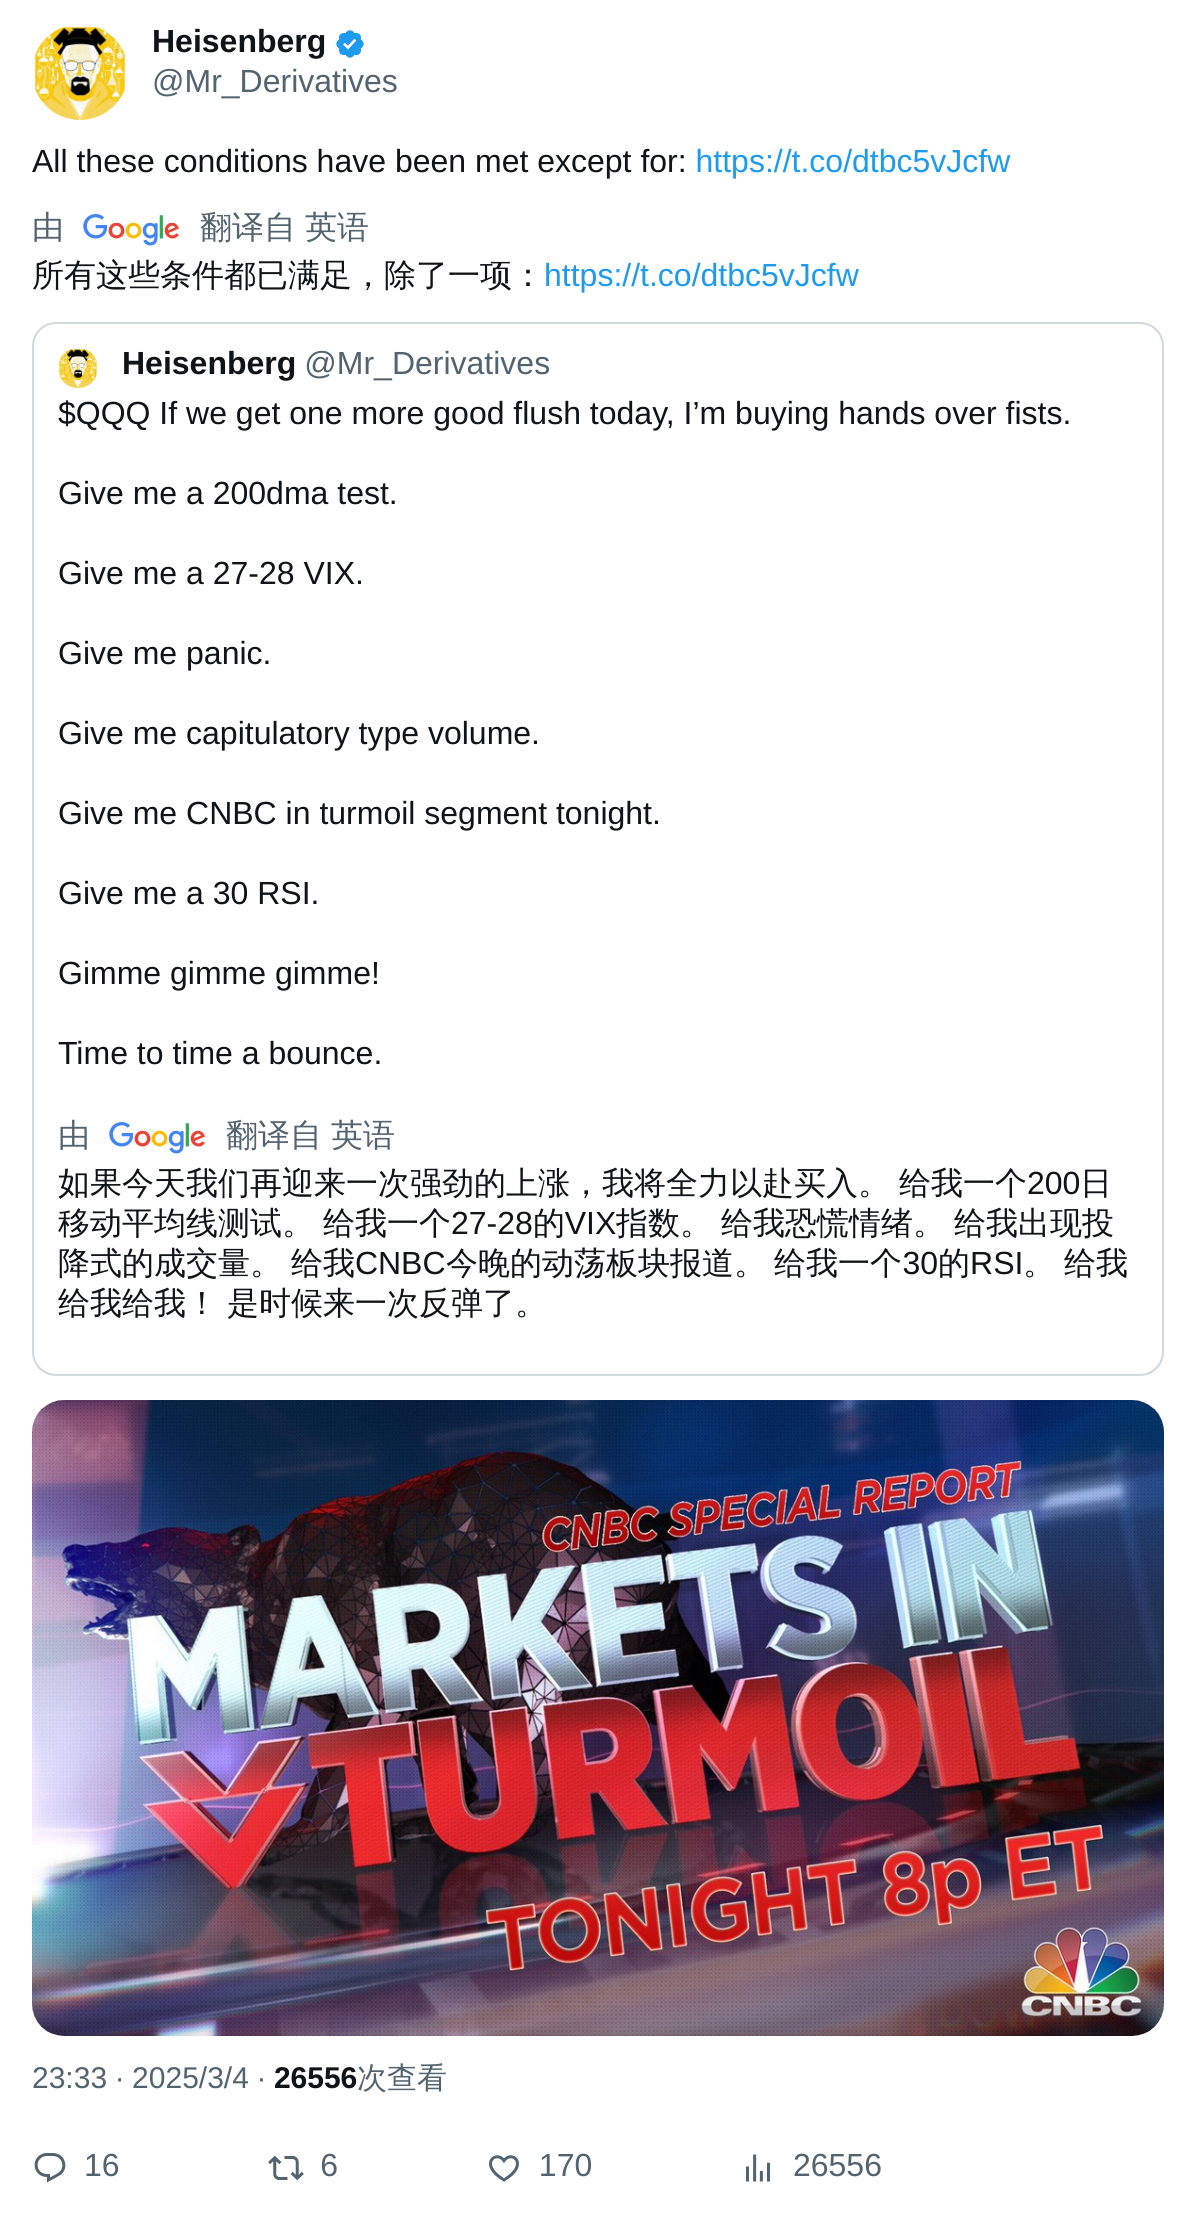 Heisenberg
@Mr_Derivatives
All these conditions have been met except for: https://t.co/dtbc5vJcfw
由 Google 翻译自 英语
所有这些条件都已满足，除了一项：https://t.co/dtbc5vJcfw
Heisenberg @Mr_Derivatives
$QQQ If we get one more good flush today, I’m buying hands over fists.
Give me a 200dma test.
Give me a 27-28 VIX.
Give me panic.
Give me capitulatory type volume.
Give me CNBC in turmoil segment tonight.
Give me a 30 RSI.
Gimme gimme gimme!
Time to time a bounce.
由 Google 翻译自 英语
如果今天我们再迎来一次强劲的上涨，我将全力以赴买入。 给我一个200日
移动平均线测试。 给我一个27-28的VIX指数。 给我恐慌情绪。 给我出现投
降式的成交量。 给我CNBC今晚的动荡板块报道。 给我一个30的RSI。 给我
给我给我！ 是时候来一次反弹了。
CNBC SPECIAL REPORT
MARKETS IN
TURMOIL
TONIGHT 8p ET
CNBC
23:33 · 2025/3/4 · 26556次查看
16 6 170 26556